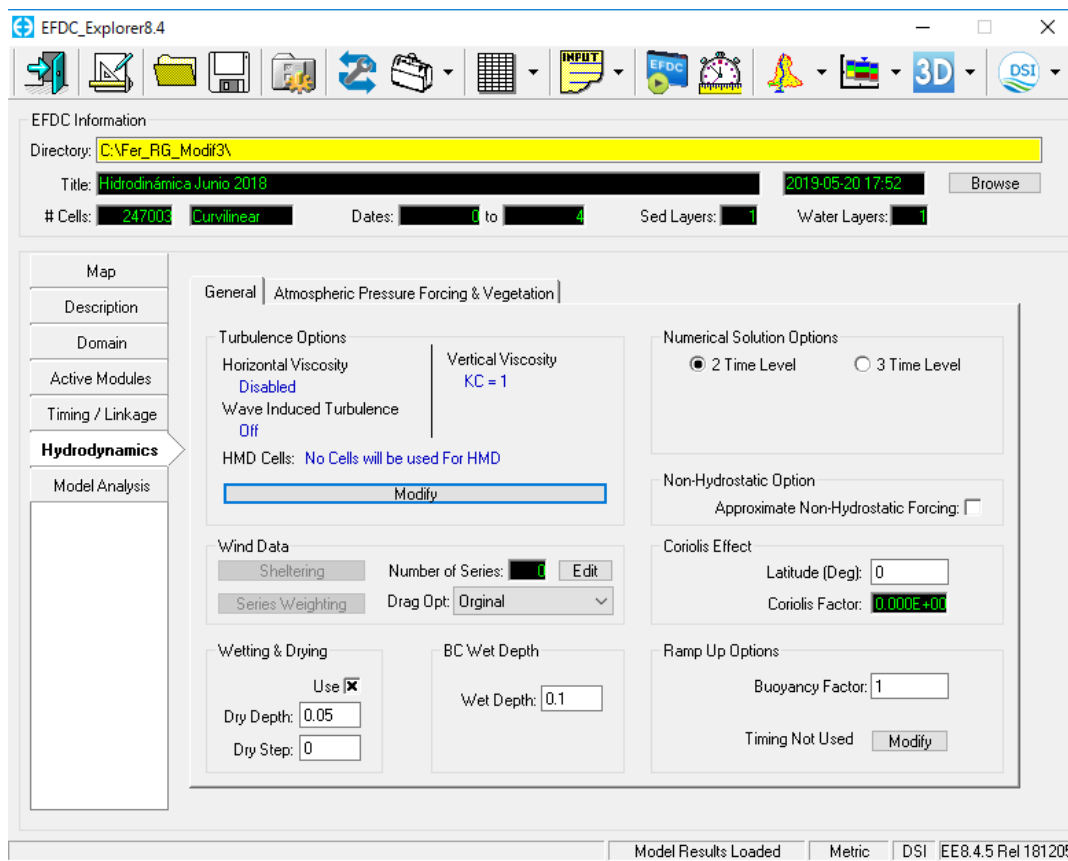 EFDC_Explorer8.4
INPUT EFDC 3D DSI
EFDC Information
Directory: C:\Fer_RG_Modif3\
Title: Hidrodinámica Junio 2018 2019-05-20 17:52 Browse
# Cells: 247003 Curvilinear Dates: 0 to 4 Sed Layers: 1 Water Layers: 1
Map
Description
Domain
Active Modules
Timing / Linkage
Hydrodynamics
Model Analysis
General Atmospheric Pressure Forcing & Vegetation
Turbulence Options
Horizontal Viscosity
Disabled
Wave Induced Turbulence
Off
Vertical Viscosity
KC = 1
HMD Cells: No Cells will be used For HMD
Modify
Numerical Solution Options
2 Time Level 3 Time Level
Non-Hydrostatic Option
Approximate Non-Hydrostatic Forcing:
Wind Data
Sheltering Number of Series: 0 Edit
Series Weighting Drag Opt: Orginal
Coriolis Effect
Latitude (Deg): 0
Coriolis Factor: 0.000E+00
Wetting & Drying
Use
Dry Depth: 0.05
Dry Step: 0
BC Wet Depth
Wet Depth: 0.1
Ramp Up Options
Buoyancy Factor: 1
Timing Not Used Modify
Model Results Loaded Metric DSI EE8.4.5 Rel 181205